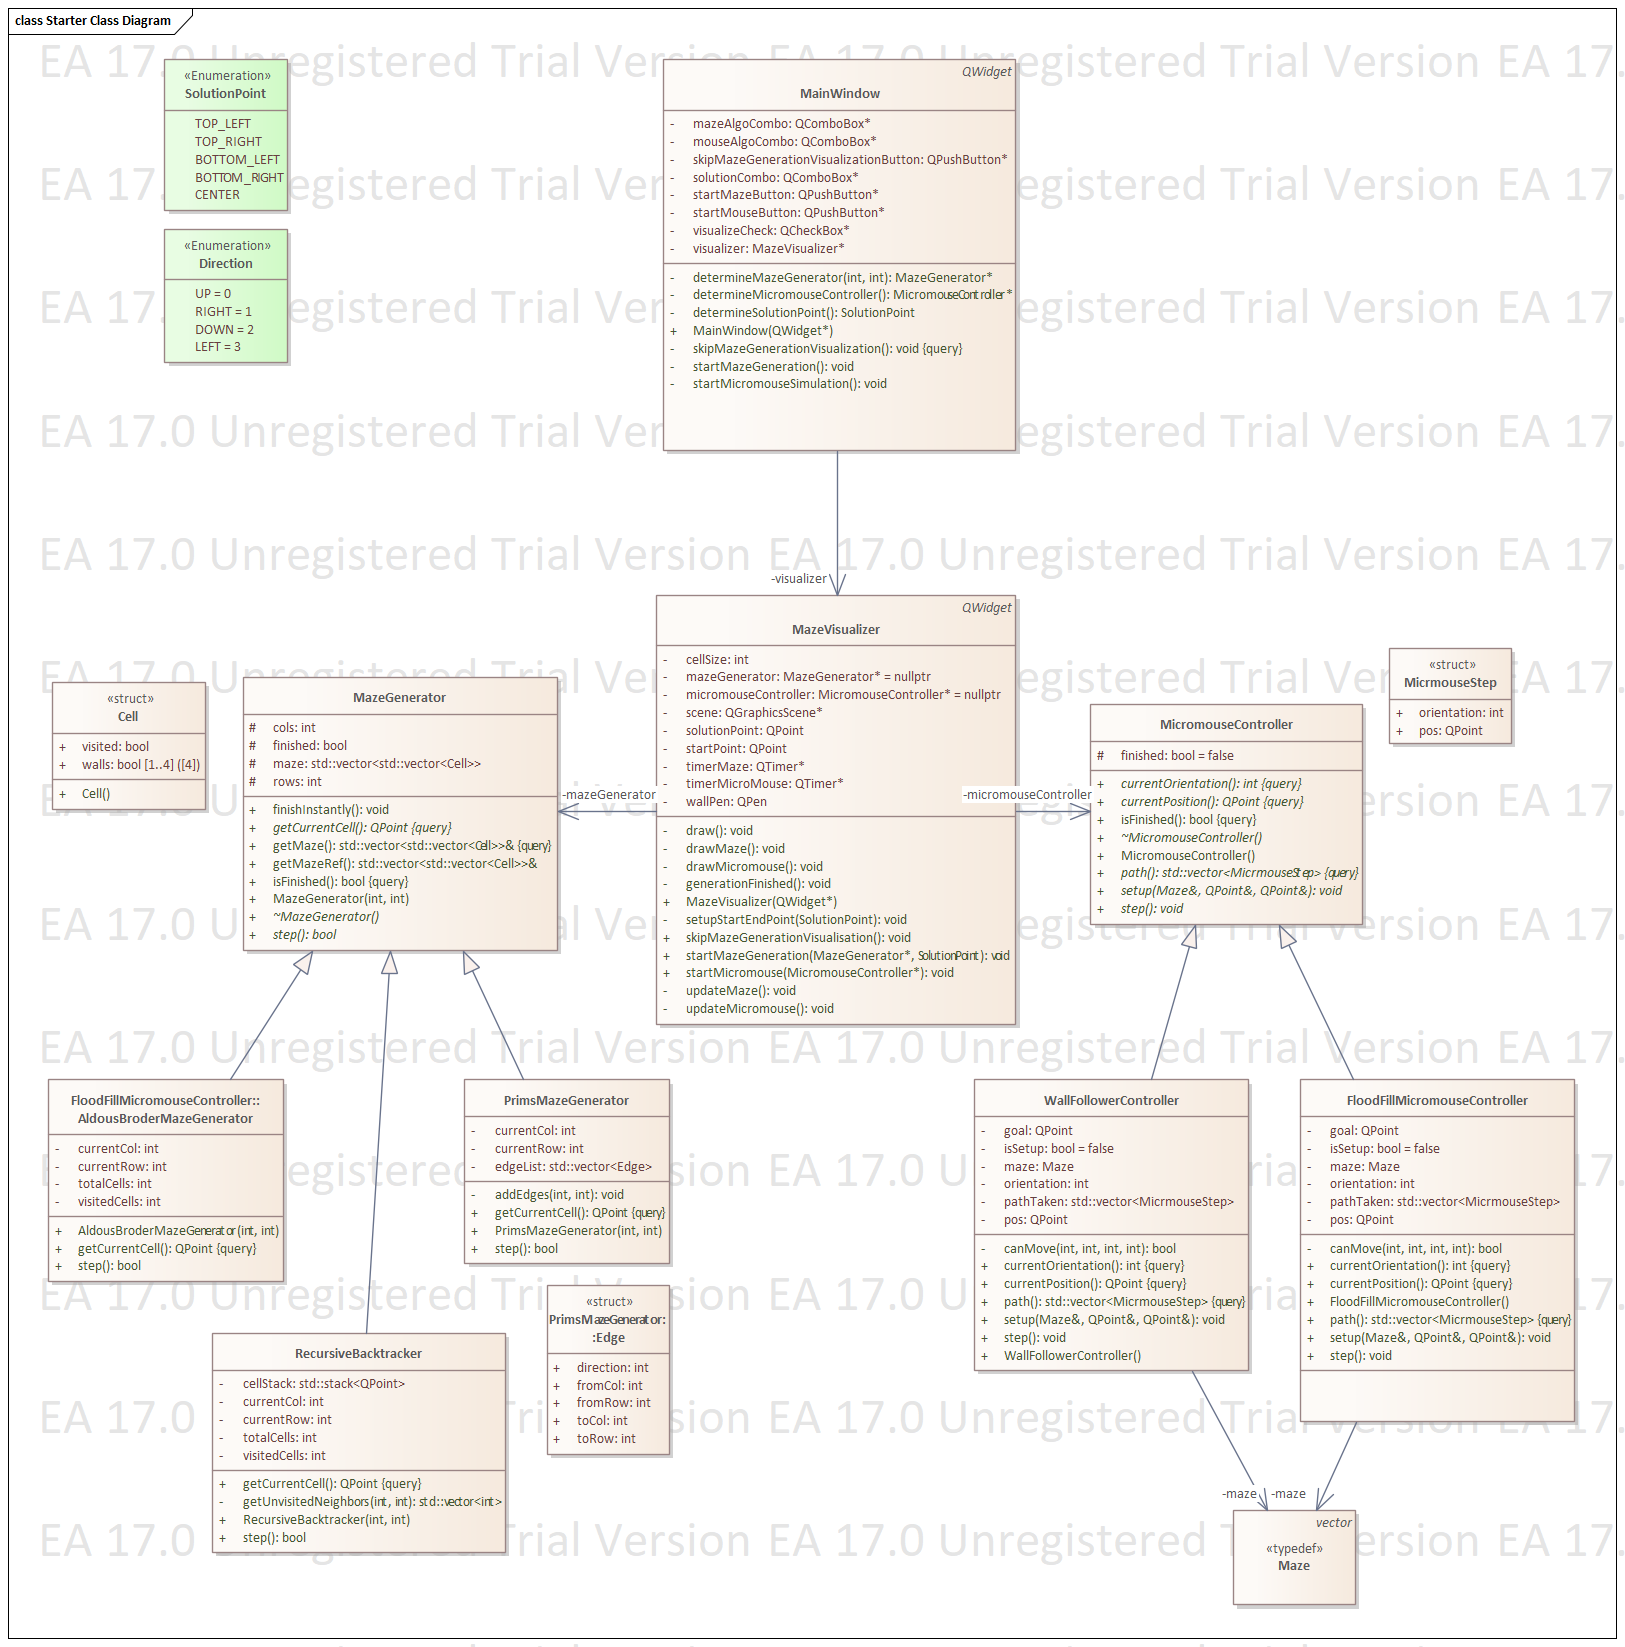 class Starter Class Diagram
EA 17.0 Unregistered Trial Version EA 17.0 Unregistered Trial Version EA 17.
«Enumeration»
SolutionPoint
TOP_LEFT
TOP_RIGHT
BOTTOM_LEFT
BOTTOM_RIGHT
CENTER
«Enumeration»
Direction
UP = 0
RIGHT = 1
DOWN = 2
LEFT = 3
QWidget
MainWindow
- mazeAlgoCombo: QComboBox*
- mouseAlgoCombo: QComboBox*
- skipMazeGenerationVisualizationButton: QPushButton*
- solutionCombo: QComboBox*
- startMazeButton: QPushButton*
- startMouseButton: QPushButton*
- visualizeCheck: QCheckBox*
- visualizer: MazeVisualizer*
- determineMazeGenerator(int, int): MazeGenerator*
- determineMicromouseController(): MicromouseController*
- determineSolutionPoint(): SolutionPoint
+ MainWindow(QWidget*)
- skipMazeGenerationVisualization(): void {query}
- startMazeGeneration(): void
- startMicromouseSimulation(): void
EA 17.0 Unregistered Trial Version EA 17.0 Unregistered Trial Version EA 17.
-visualizer
QWidget
MazeVisualizer
- cellSize: int
- mazeGenerator: MazeGenerator* = nullptr
- micromouseController: MicromouseController* = nullptr
- scene: QGraphicsScene*
- solutionPoint: QPoint
- startPoint: QPoint
- timerMaze: QTimer*
- timerMicroMouse: QTimer*
- wallPen: QPen
- draw(): void
- drawMaze(): void
- drawMicromouse(): void
- generationFinished(): void
+ MazeVisualizer(QWidget*)
- setupStartEndPoint(SolutionPoint): void
+ skipMazeGenerationVisualisation(): void
+ startMazeGeneration(MazeGenerator*, SolutionPoint): void
+ startMicromouse(MicromouseController*): void
- updateMaze(): void
- updateMicromouse(): void
-mazeGenerator
-micromouseController
«struct»
Cell
+ visited: bool
+ walls: bool [1..4] ([4])
+ Cell()
MazeGenerator
# cols: int
# finished: bool
# maze: std::vector<std::vector<Cell>>
# rows: int
+ finishInstantly(): void
+ getCurrentCell(): QPoint {query}
+ getMaze(): std::vector<std::vector<Cell>>& {query}
+ getMazeRef(): std::vector<std::vector<Cell>>&
+ isFinished(): bool {query}
+ MazeGenerator(int, int)
+ ~MazeGenerator()
+ step(): bool
MicromouseController
# finished: bool = false
+ currentOrientation(): int {query}
+ currentPosition(): QPoint {query}
+ isFinished(): bool {query}
+ ~MicromouseController()
+ MicromouseController()
+ path(): std::vector<MicrmouseStep> {query}
+ setup(Maze&, QPoint&, QPoint&): void
+ step(): void
«struct»
MicrmouseStep
+ orientation: int
+ pos: QPoint
FloodFillMicromouseController::
AldousBroderMazeGenerator
- currentCol: int
- currentRow: int
- totalCells: int
- visitedCells: int
+ AldousBroderMazeGenerator(int, int)
+ getCurrentCell(): QPoint {query}
+ step(): bool
PrimsMazeGenerator
- currentCol: int
- currentRow: int
- edgeList: std::vector<Edge>
- addEdges(int, int): void
+ getCurrentCell(): QPoint {query}
+ PrimsMazeGenerator(int, int)
+ step(): bool
«struct»
PrimsMazeGenerator:
:Edge
+ direction: int
+ fromCol: int
+ fromRow: int
+ toCol: int
+ toRow: int
RecursiveBacktracker
- cellStack: std::stack<QPoint>
- currentCol: int
- currentRow: int
- totalCells: int
- visitedCells: int
+ getCurrentCell(): QPoint {query}
- getUnvisitedNeighbors(int, int): std::vector<int>
+ RecursiveBacktracker(int, int)
+ step(): bool
WallFollowerController
- goal: QPoint
- isSetup: bool = false
- maze: Maze
- orientation: int
- pathTaken: std::vector<MicrmouseStep>
- pos: QPoint
- canMove(int, int, int, int): bool
+ currentOrientation(): int {query}
+ currentPosition(): QPoint {query}
+ path(): std::vector<MicrmouseStep> {query}
+ setup(Maze&, QPoint&, QPoint&): void
+ step(): void
+ WallFollowerController()
FloodFillMicromouseController
- goal: QPoint
- isSetup: bool = false
- maze: Maze
- orientation: int
- pathTaken: std::vector<MicrmouseStep>
- pos: QPoint
- canMove(int, int, int, int): bool
+ currentOrientation(): int {query}
+ currentPosition(): QPoint {query}
+ FloodFillMicromouseController()
+ path(): std::vector<MicrmouseStep> {query}
+ setup(Maze&, QPoint&, QPoint&): void
+ step(): void
-maze
-maze
vector
«typedef»
Maze